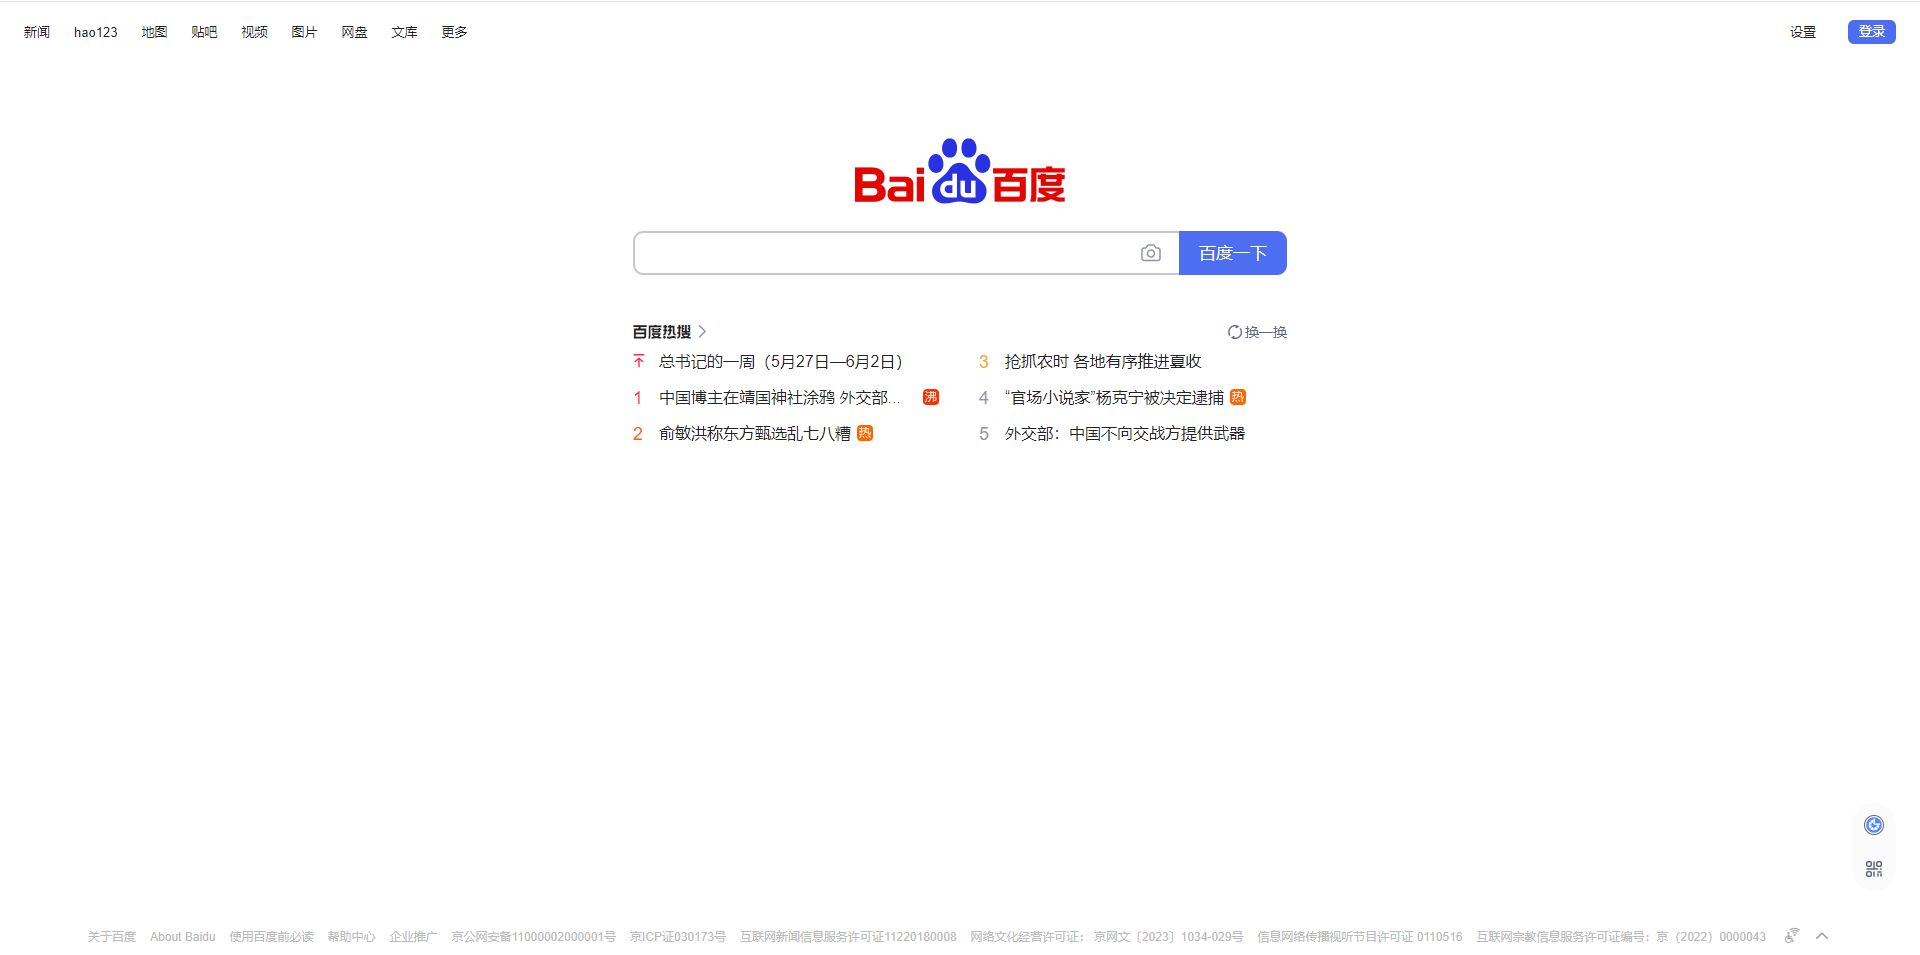 新闻 hao123 地图 贴吧 视频 图片 网盘 文库 更多 设置 登录
Bai du 百度
百度一下
百度热搜 换一换
总书记的一周（5月27日—6月2日）
1 中国博主在靖国神社涂鸦 外交部... 沸
2 俞敏洪称东方甄选乱七八糟 热
3 抢抓农时 各地有序推进夏收
4 “官场小说家”杨克宁被决定逮捕 热
5 外交部：中国不向交战方提供武器
关于百度 About Baidu 使用百度前必读 帮助中心 企业推广 京公网安备11000002000001号 京ICP证030173号 互联网新闻信息服务许可证11220180008 网络文化经营许可证： 京网文〔2023〕1034-029号 信息网络传播视听节目许可证 0110516 互联网宗教信息服务许可证编号：京（2022）0000043